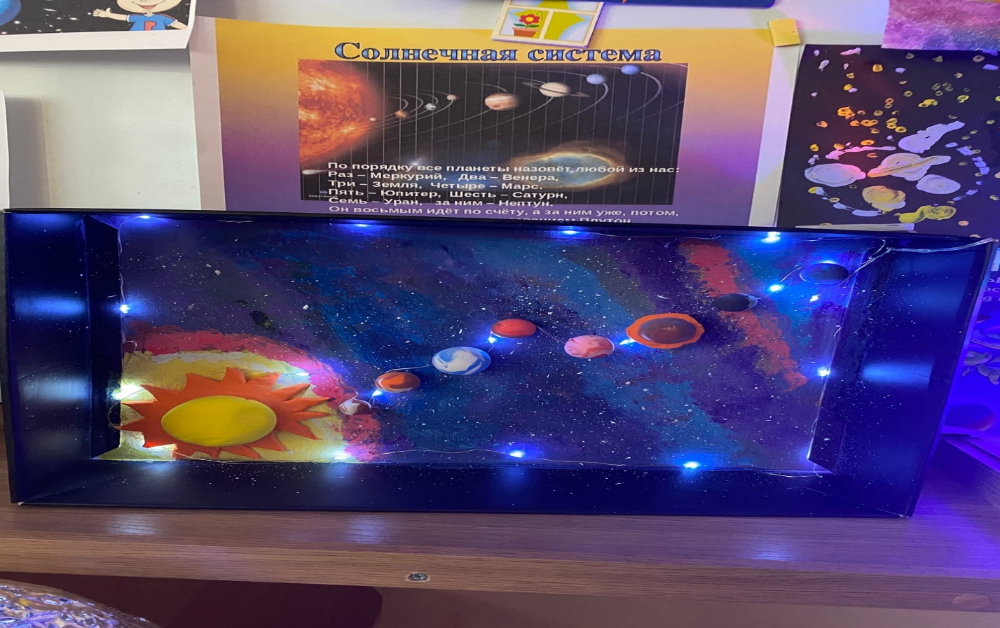 Солнечная система
По порядку все планеты назовёт любой из нас:
Раз – Меркурий, Два – Венера,
Три – Земля, Четыре – Марс.
Пять – Юпитер, Шесть – Сатурн,
Семь – Уран, за ним – Нептун.
Он восьмым идёт по счёту, а за ним уже, потом,
Плутон.